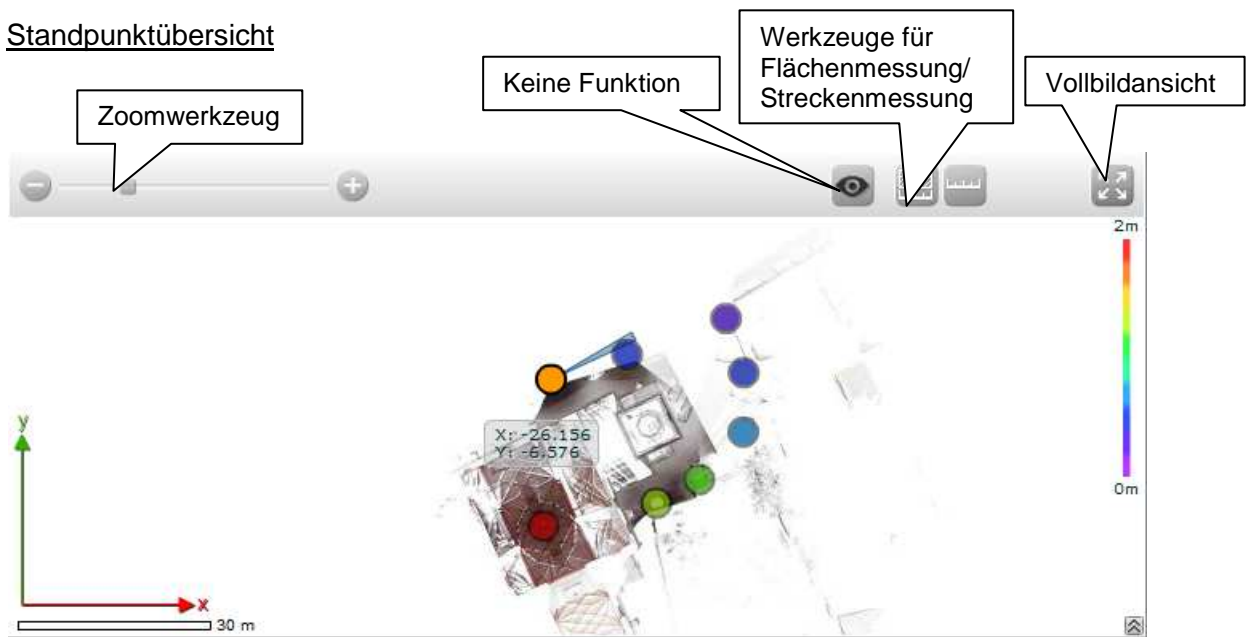 Standpunktübersicht
Zoomwerkzeug
Keine Funktion
Werkzeuge für
Flächenmessung/
Streckenmessung
Vollbildansicht
2m
X: -26.156
Y: -6.576
y
0m
x
30 m